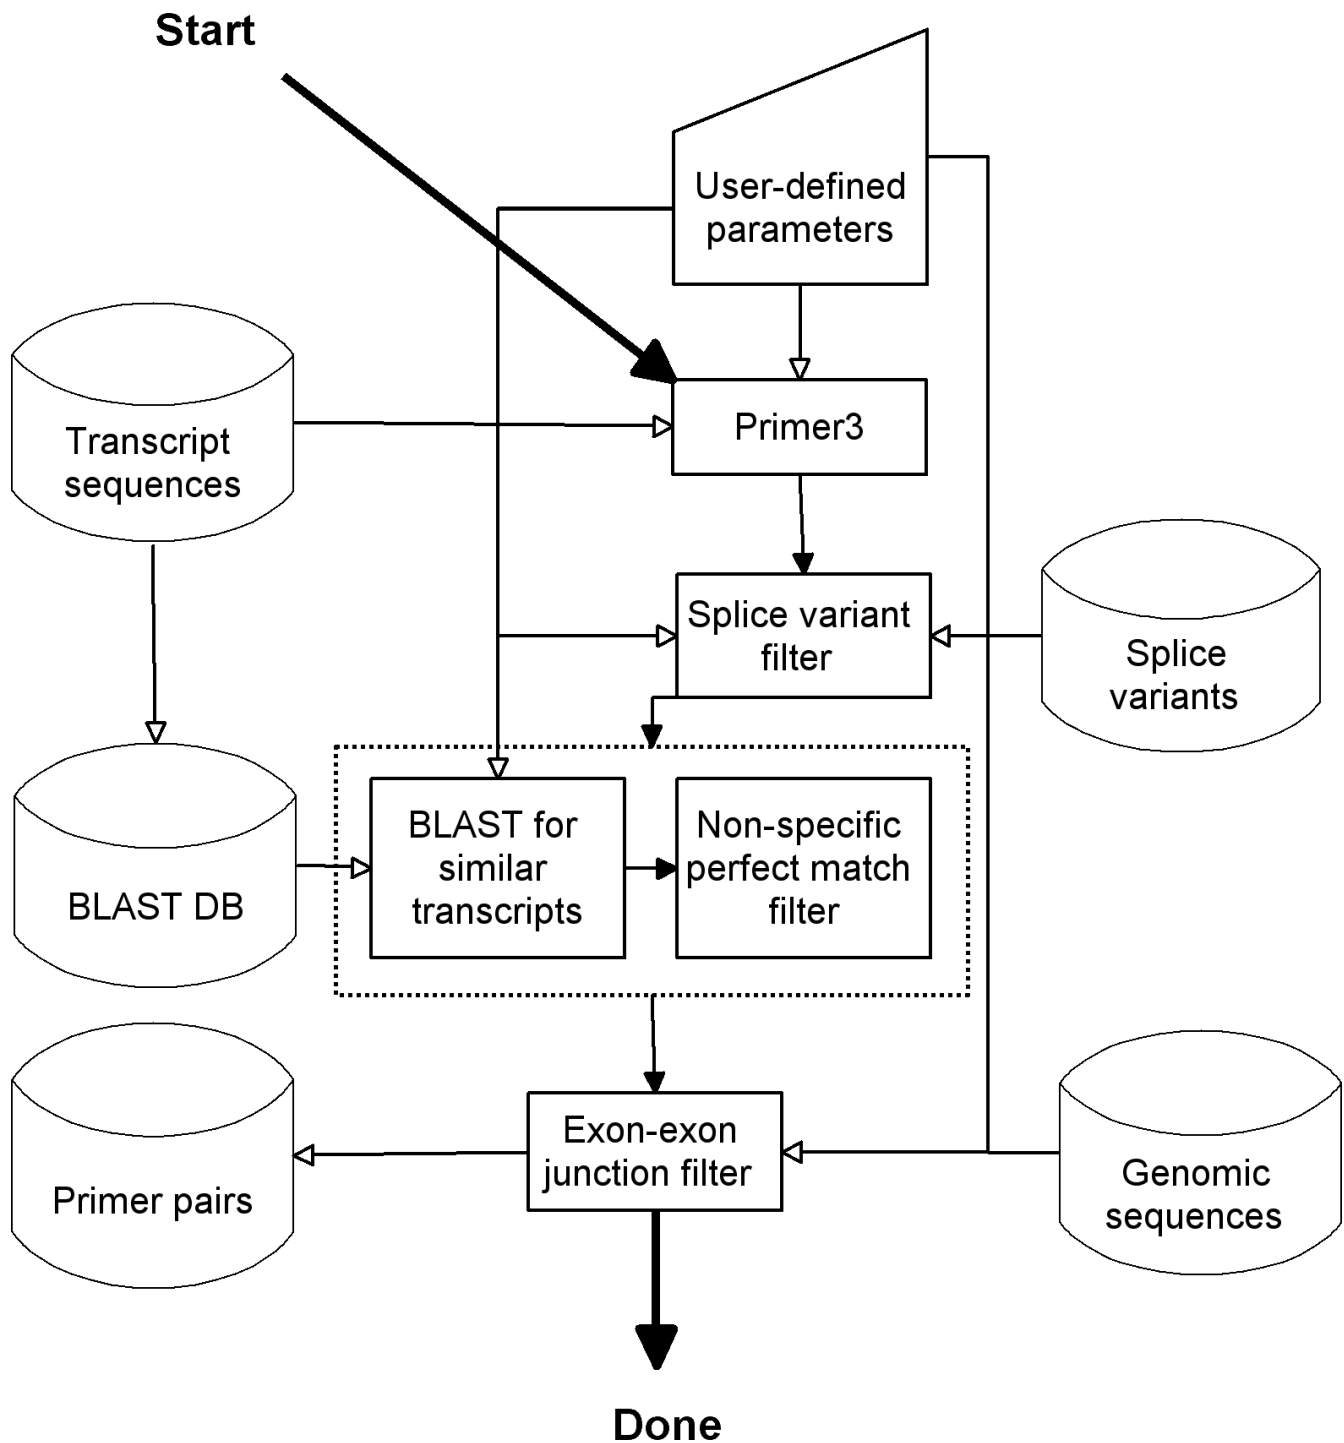 Start
User-defined
parameters
Transcript
sequences
Primer3
Splice variant
filter
Splice
variants
BLAST DB
BLAST for
similar
transcripts
Non-specific
perfect match
filter
Primer pairs
Exon-exon
junction filter
Genomic
sequences
Done